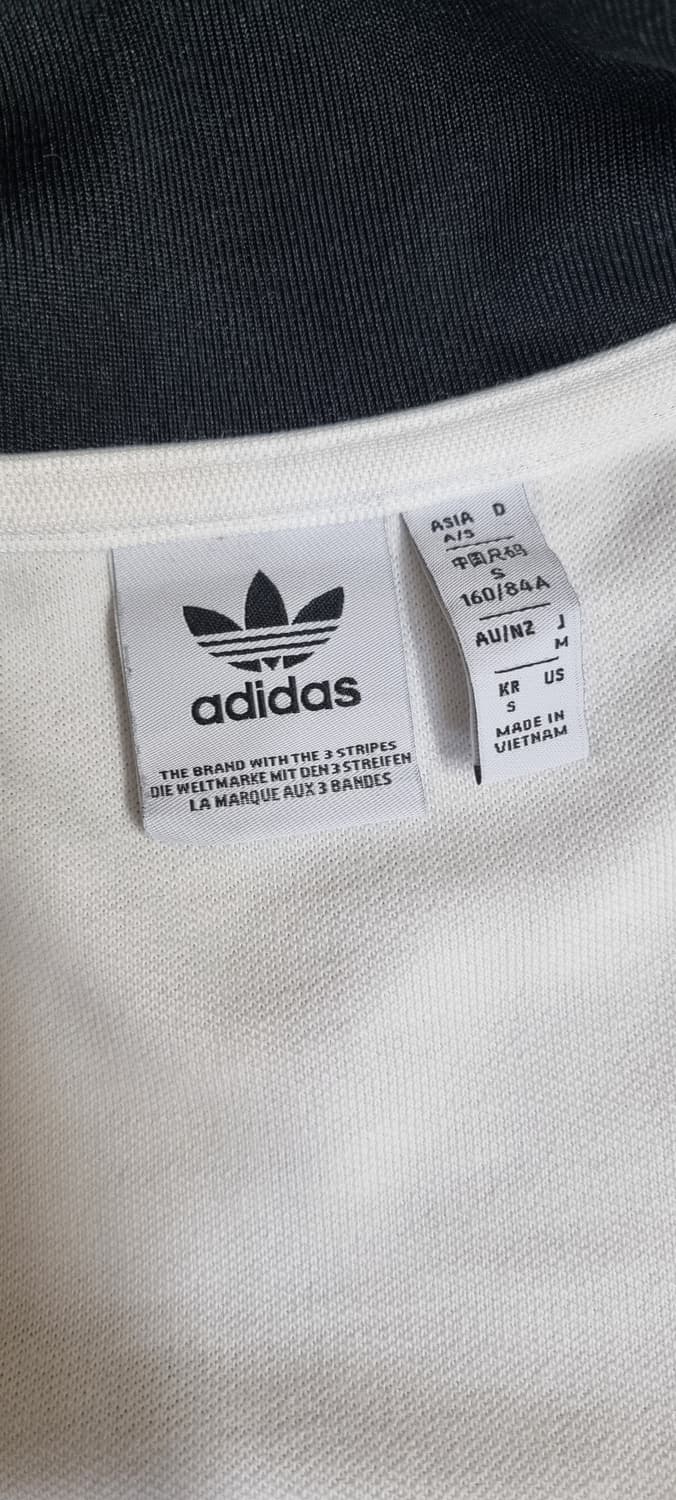 adidas
THE BRAND WITH THE 3 STRIPES
DIE WELTMARKE MIT DEN 3 STREIFEN
LA MARQUE AUX 3 BANDES
ASIA D
A/S
中国尺码
S
160/84A
AU/NZ J
M
KR US
S
MADE IN
VIETNAM